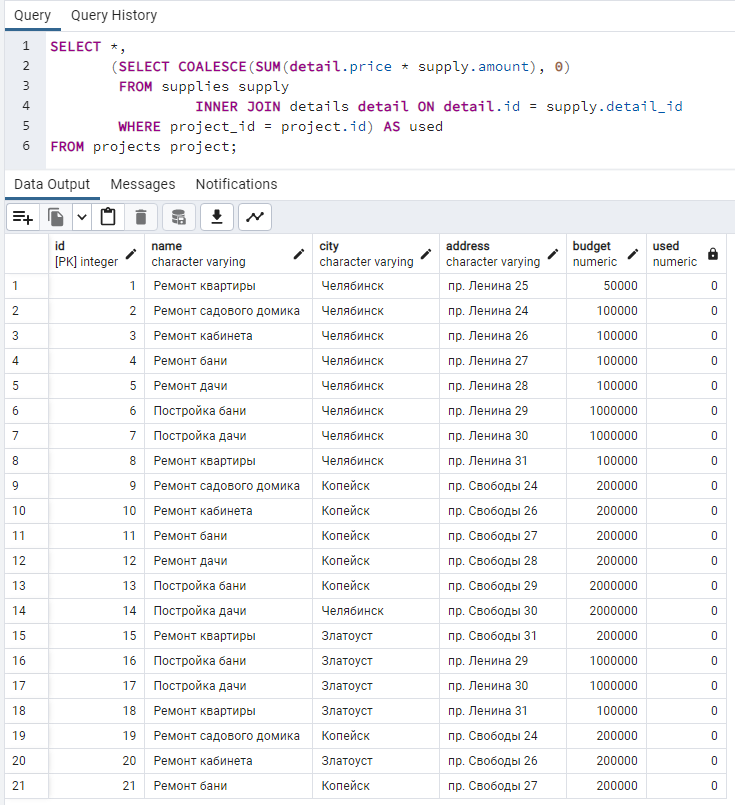 Query Query History
1 SELECT *,
2 (SELECT COALESCE(SUM(detail.price * supply.amount), 0)
3 FROM supplies supply
4 INNER JOIN details detail ON detail.id = supply.detail_id
5 WHERE project_id = project.id) AS used
6 FROM projects project;
Data Output Messages Notifications
id name city address budget used
[PK] integer character varying character varying character varying numeric numeric
1 1 Ремонт квартиры Челябинск пр. Ленина 25 50000 0
2 2 Ремонт садового домика Челябинск пр. Ленина 24 100000 0
3 3 Ремонт кабинета Челябинск пр. Ленина 26 100000 0
4 4 Ремонт бани Челябинск пр. Ленина 27 100000 0
5 5 Ремонт дачи Челябинск пр. Ленина 28 100000 0
6 6 Постройка бани Челябинск пр. Ленина 29 1000000 0
7 7 Постройка дачи Челябинск пр. Ленина 30 1000000 0
8 8 Ремонт квартиры Челябинск пр. Ленина 31 100000 0
9 9 Ремонт садового домика Копейск пр. Свободы 24 200000 0
10 10 Ремонт кабинета Копейск пр. Свободы 26 200000 0
11 11 Ремонт бани Копейск пр. Свободы 27 200000 0
12 12 Ремонт дачи Копейск пр. Свободы 28 200000 0
13 13 Постройка бани Копейск пр. Свободы 29 2000000 0
14 14 Постройка дачи Челябинск пр. Свободы 30 2000000 0
15 15 Ремонт квартиры Златоуст пр. Свободы 31 200000 0
16 16 Постройка бани Златоуст пр. Ленина 29 1000000 0
17 17 Постройка дачи Златоуст пр. Ленина 30 1000000 0
18 18 Ремонт квартиры Златоуст пр. Ленина 31 100000 0
19 19 Ремонт садового домика Копейск пр. Свободы 24 200000 0
20 20 Ремонт кабинета Златоуст пр. Свободы 26 200000 0
21 21 Ремонт бани Копейск пр. Свободы 27 200000 0